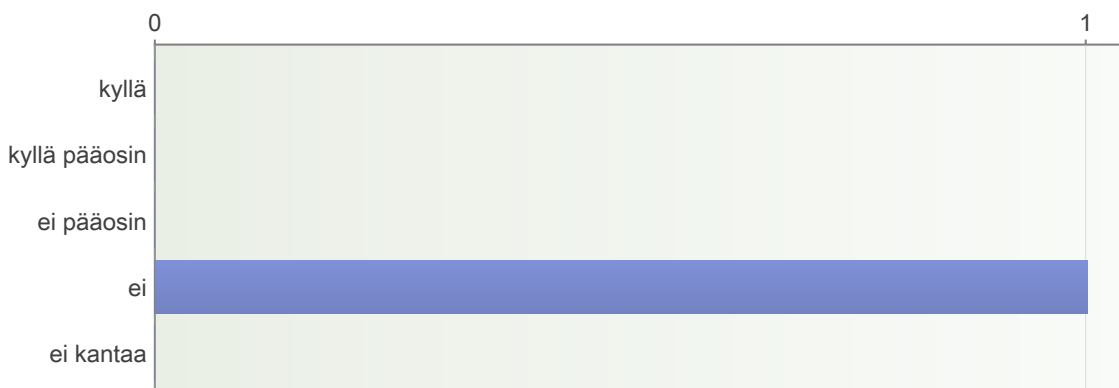 0 1
kyllä
kyllä pääosin
ei pääosin
ei
ei kantaa